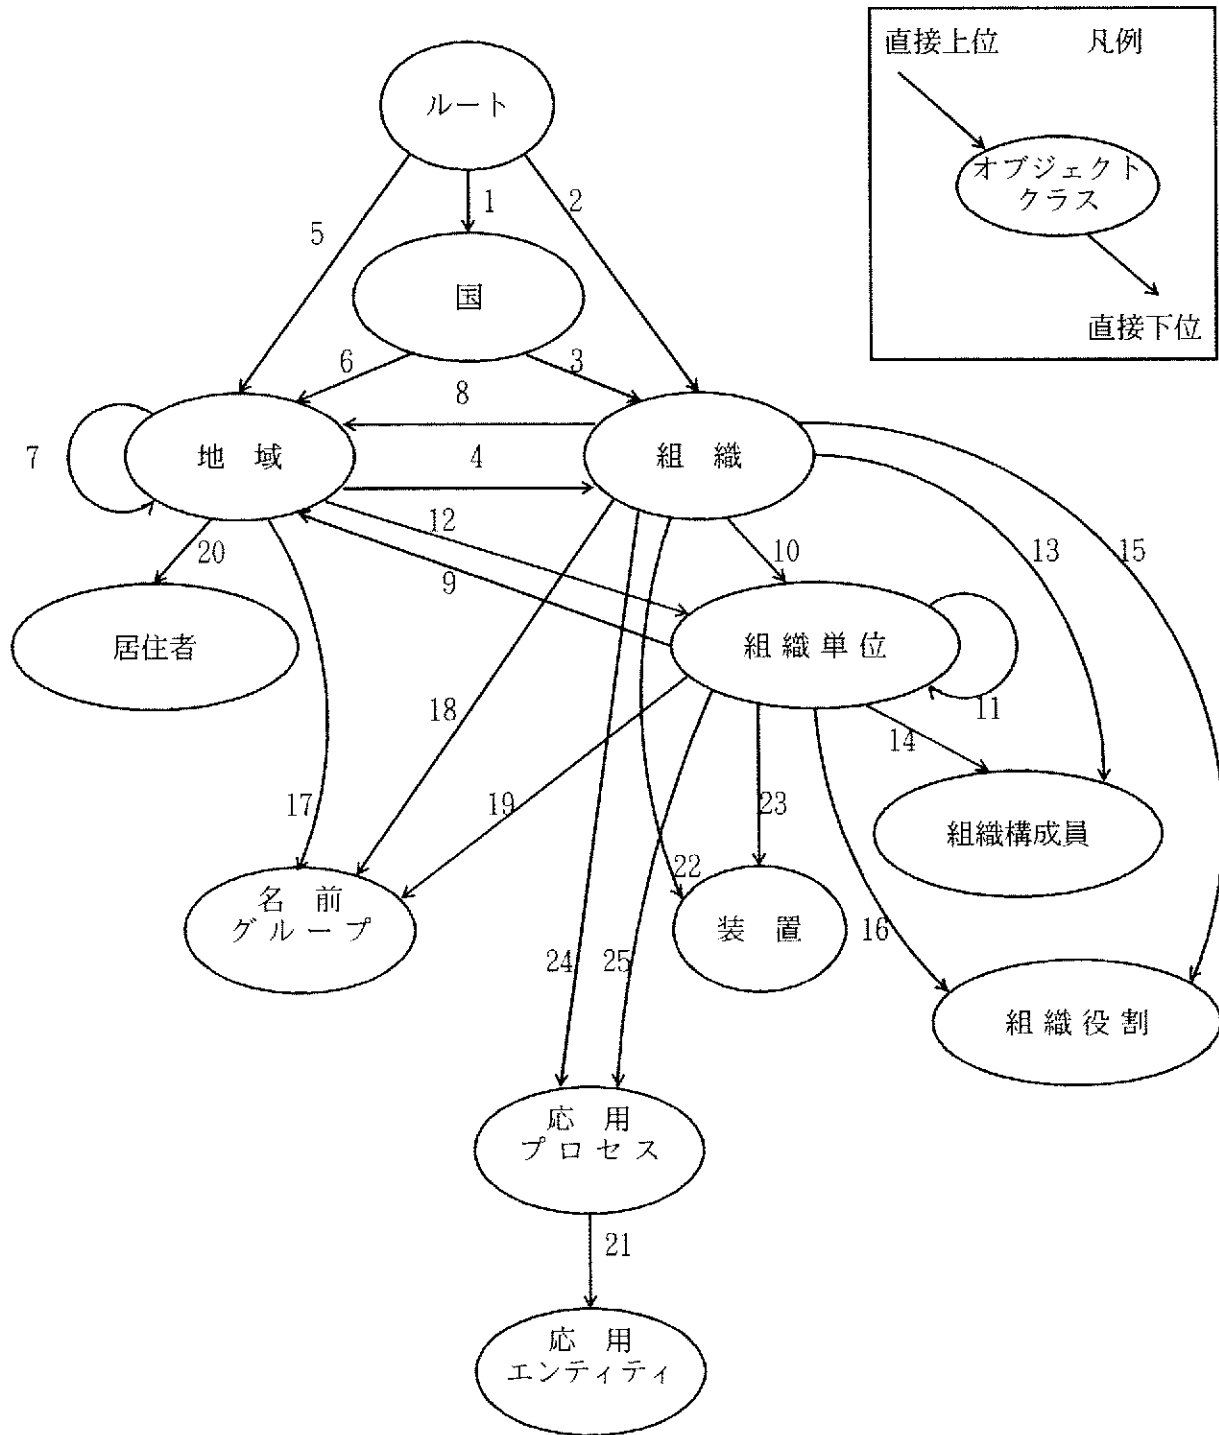 直接上位 凡例
オブジェクト
クラス
直接下位
ルート
1
2
5
国
6
3
8
7
地 域
4
組 織
12
10
13
15
20
9
居住者
組 織 単 位
18
11
14
17
19
23
組織構成員
22
名 前
グ ル ー プ
装 置
16
24
25
組 織 役 割
応 用
プ ロ セ ス
21
応 用
エンティティ